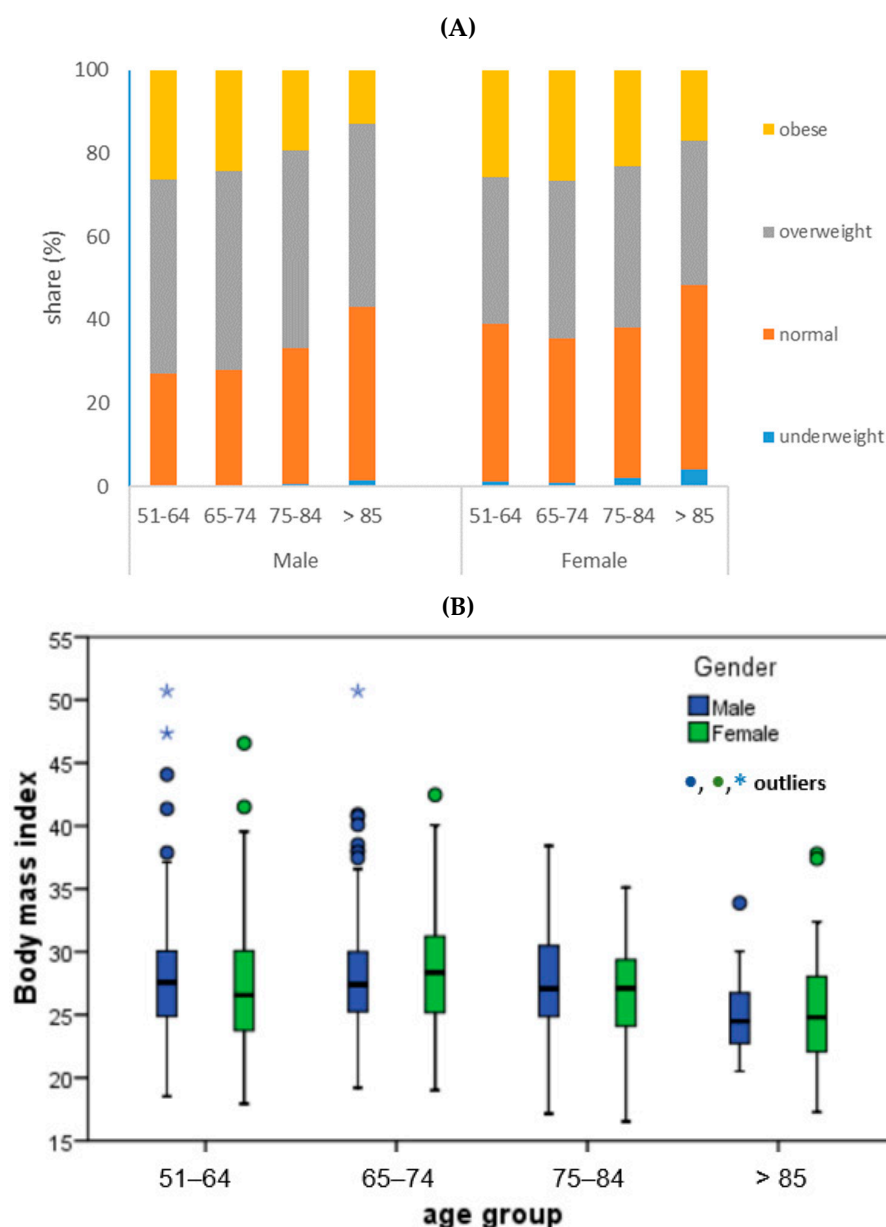 (A)
100
80
60
40
20
0
share (%)
51-64 65-74 75-84 > 85 51-64 65-74 75-84 > 85
Male Female
obese
overweight
normal
underweight
(B)
55
50
45
40
35
30
25
20
15
Body mass index
Gender
Male
Female
●, ●, * outliers
51–64 65–74 75–84 > 85
age group